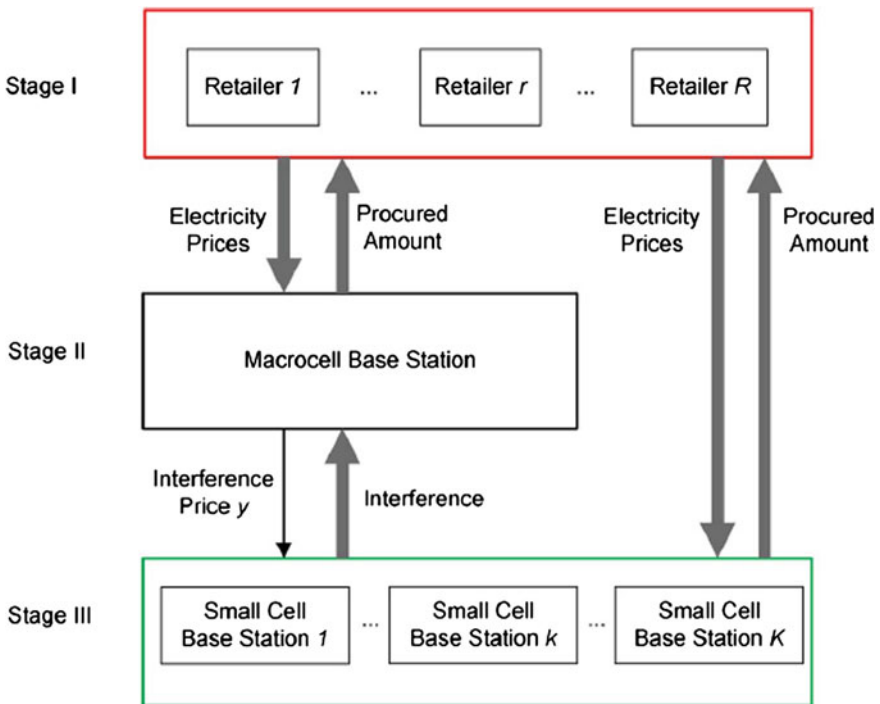 Stage I
Retailer 1
...
Retailer r
...
Retailer R
Electricity
Prices
Procured
Amount
Electricity
Prices
Procured
Amount
Stage II
Macrocell Base Station
Interference
Price y
Interference
Stage III
Small Cell
Base Station 1
...
Small Cell
Base Station k
...
Small Cell
Base Station K